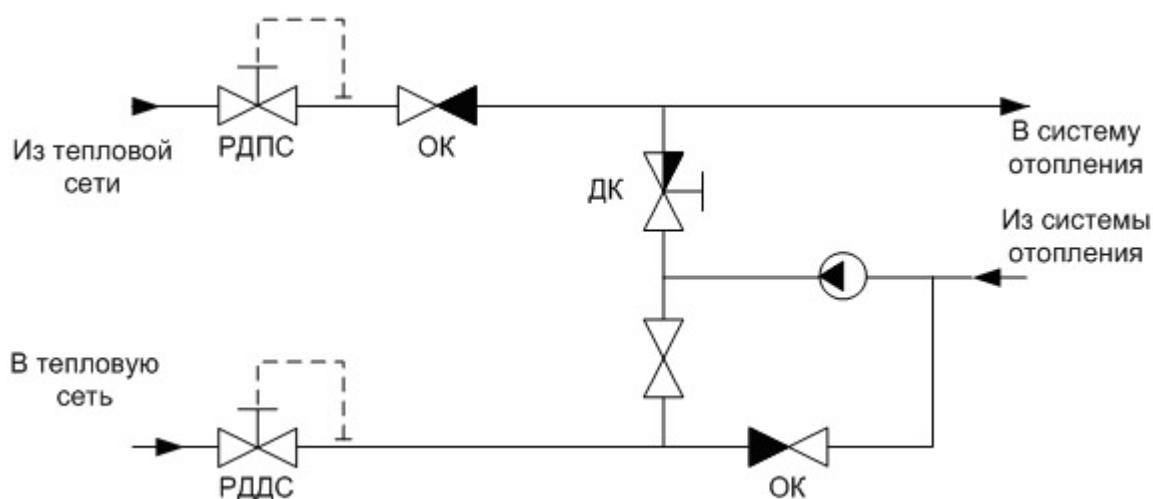 РДПС
ОК
Из тепловой
сети
В систему
отопления
ДК
Из системы
отопления
В тепловую
сеть
РДДС
ОК